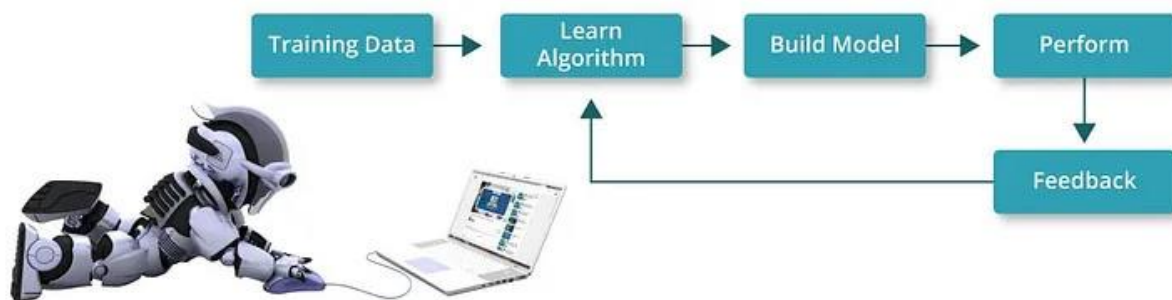 Training Data
Learn
Algorithm
Build Model
Perform
Feedback